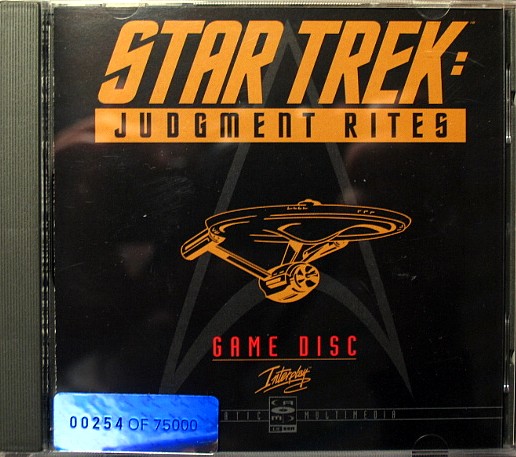 STAR TREK:
JUDGMENT RITES
GAME DISC
Interplay
MULTIMEDIA
00254 OF 75000